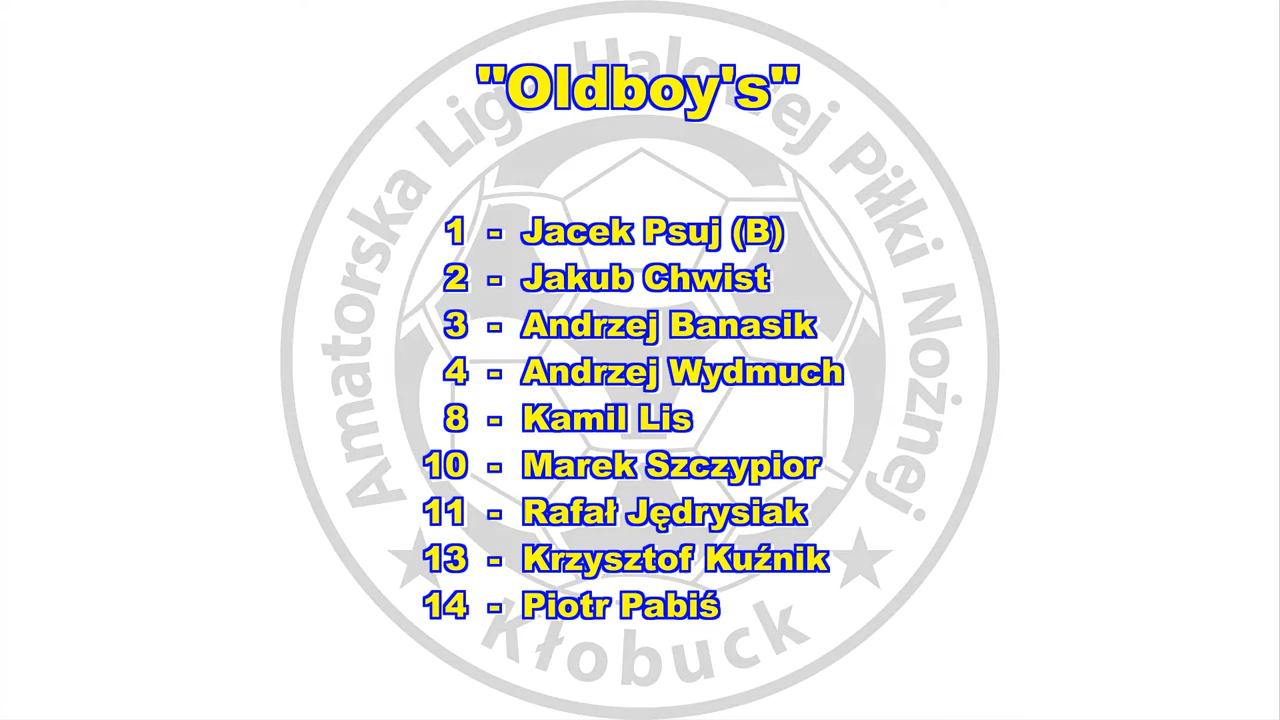 "Oldboy's"
Amatorska Liga Halowej Piłki Nożnej
1 - Jacek Psuj (B)
2 - Jakub Chwist
3 - Andrzej Banasik
4 - Andrzej Wydmuch
8 - Kamil Lis
10 - Marek Szczypior
11 - Rafał Jędrysiak
13 - Krzysztof Kuźnik
14 - Piotr Pabiś
Kłobuck